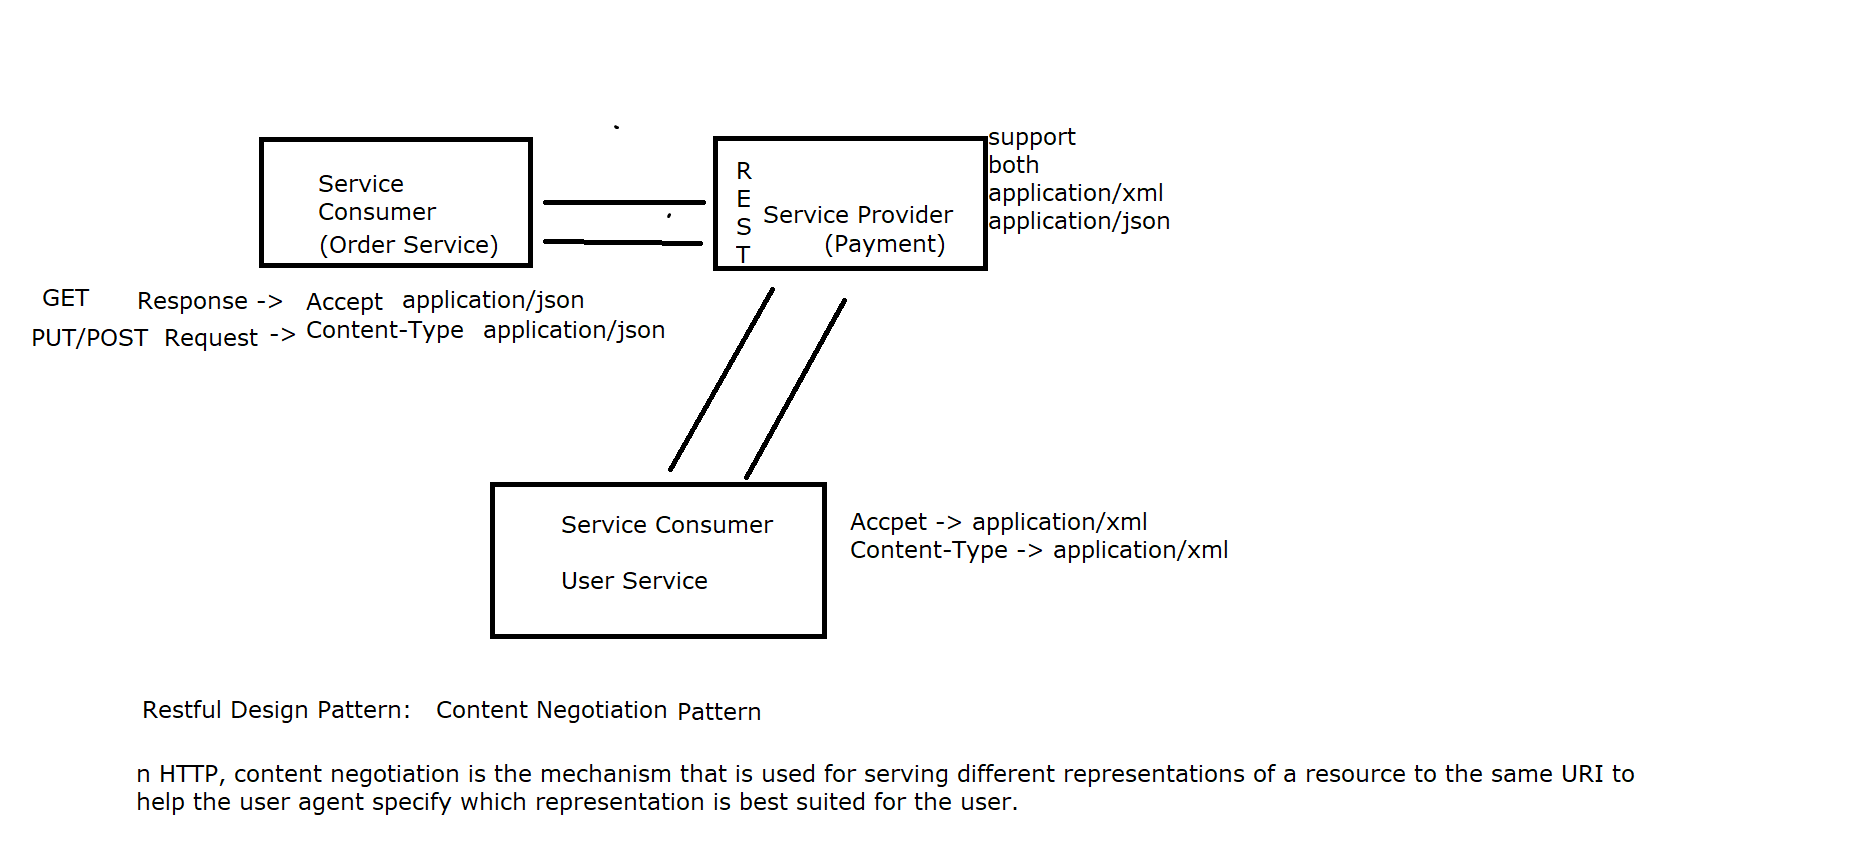 Service
Consumer
(Order Service)
R
E
S
T
Service Provider
(Payment)
support
both
application/xml
application/json
GET Response -> Accept application/json
PUT/POST Request -> Content-Type application/json
Service Consumer
User Service
Accpet -> application/xml
Content-Type -> application/xml
Restful Design Pattern: Content Negotiation Pattern
n HTTP, content negotiation is the mechanism that is used for serving different representations of a resource to the same URI to
help the user agent specify which representation is best suited for the user.